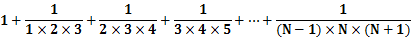 1 + 1/(1 × 2 × 3) + 1/(2 × 3 × 4) + 1/(3 × 4 × 5) + ⋯ + 1/((N − 1) × N × (N + 1))